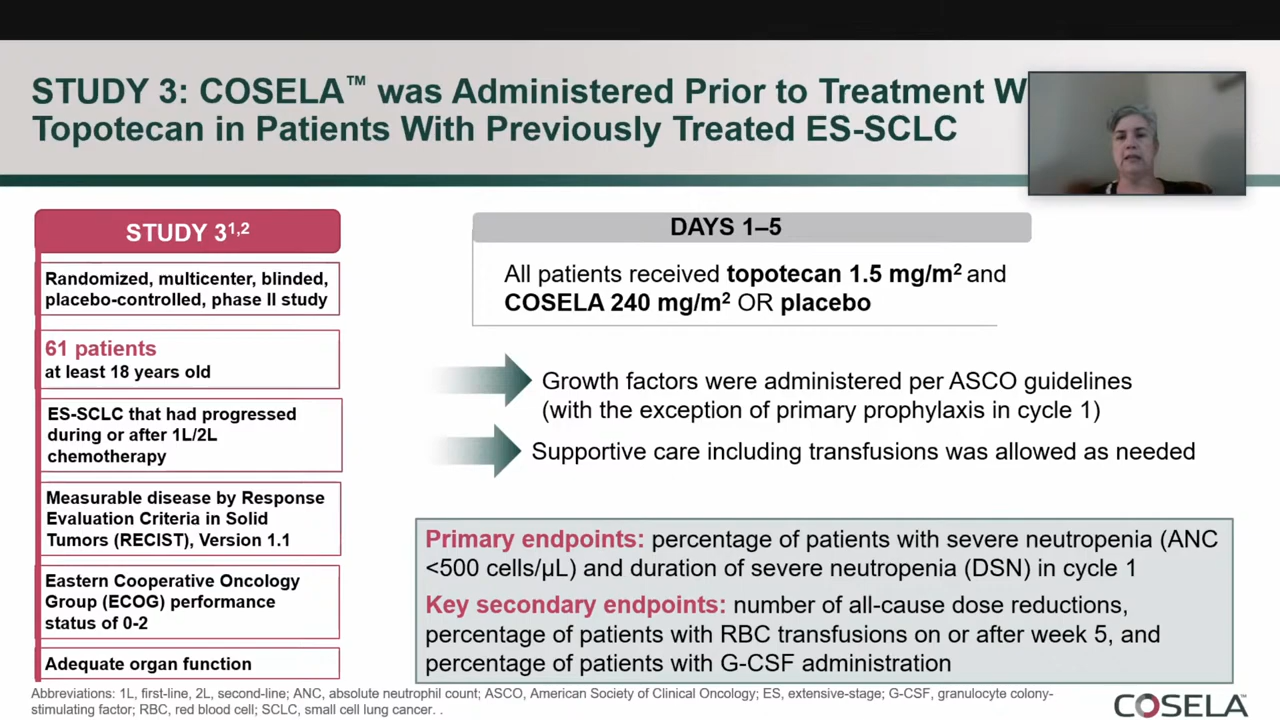 STUDY 3: COSELA™ was Administered Prior to Treatment W
Topotecan in Patients With Previously Treated ES-SCLC
STUDY 3¹,²
Randomized, multicenter, blinded,
placebo-controlled, phase II study
61 patients
at least 18 years old
ES-SCLC that had progressed
during or after 1L/2L
chemotherapy
Measurable disease by Response
Evaluation Criteria in Solid
Tumors (RECIST), Version 1.1
Eastern Cooperative Oncology
Group (ECOG) performance
status of 0-2
Adequate organ function
DAYS 1–5
All patients received topotecan 1.5 mg/m² and
COSELA 240 mg/m² OR placebo
Growth factors were administered per ASCO guidelines
(with the exception of primary prophylaxis in cycle 1)
Supportive care including transfusions was allowed as needed
Primary endpoints: percentage of patients with severe neutropenia (ANC
<500 cells/µL) and duration of severe neutropenia (DSN) in cycle 1
Key secondary endpoints: number of all-cause dose reductions,
percentage of patients with RBC transfusions on or after week 5, and
percentage of patients with G-CSF administration
Abbreviations: 1L, first-line, 2L, second-line; ANC, absolute neutrophil count; ASCO, American Society of Clinical Oncology; ES, extensive-stage; G-CSF, granulocyte colony-
stimulating factor; RBC, red blood cell; SCLC, small cell lung cancer. .
COSELA™